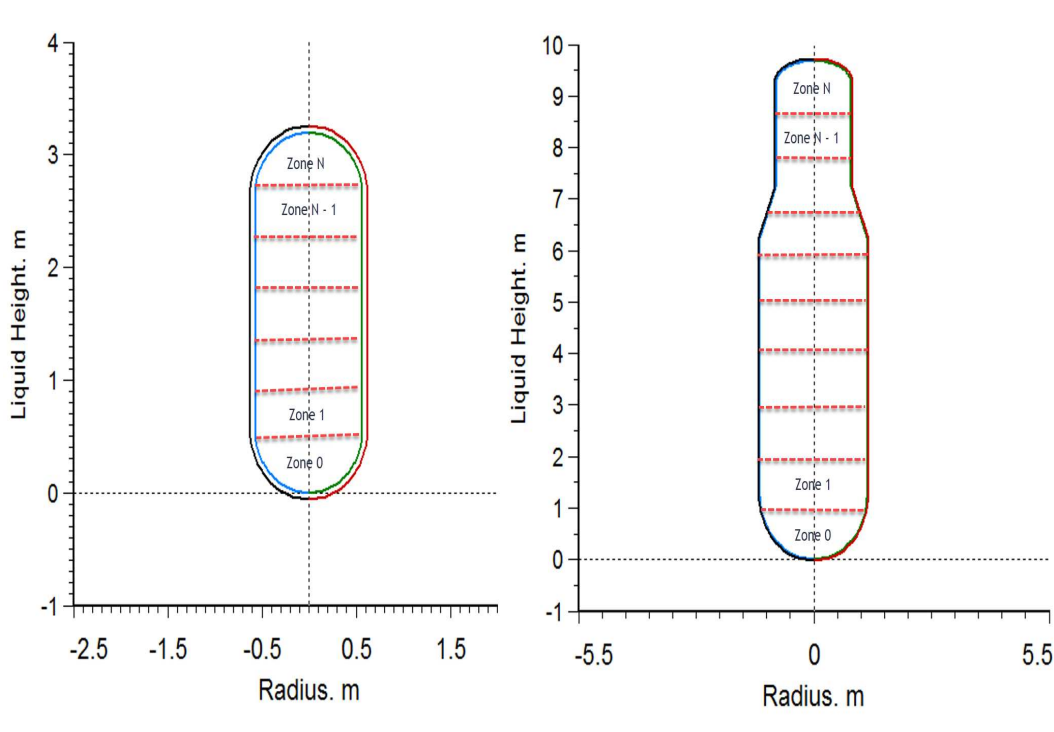 4
3
2
1
0
-1
Liquid Height. m
Zone N
Zone N - 1
Zone 1
Zone 0
-2.5 -1.5 -0.5 0.5 1.5
Radius. m
10
9
8
7
6
5
4
3
2
1
0
-1
Liquid Height. m
Zone N
Zone N - 1
Zone 1
Zone 0
-5.5 0 5.5
Radius. m